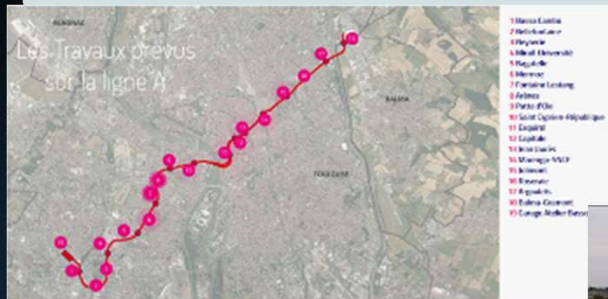 Les Travaux prévus
sur la ligne A
BALMA
TOULOUSE
1 Basso Cambo
2 Bellefontaine
3 Reynerie
4 Mirail-Université
5 Bagatelle
6 Mermoz
7 Fontaine Lestang
8 Arènes
9 Patte d'Oie
10 Saint Cyprien-République
11 Esquirol
12 Capitole
13 Jean Jaurès
14 Marengo-SNCF
15 Jolimont
16 Roseraie
17 Argoulets
18 Balma-Gramont
19 Garage Atelier Basso